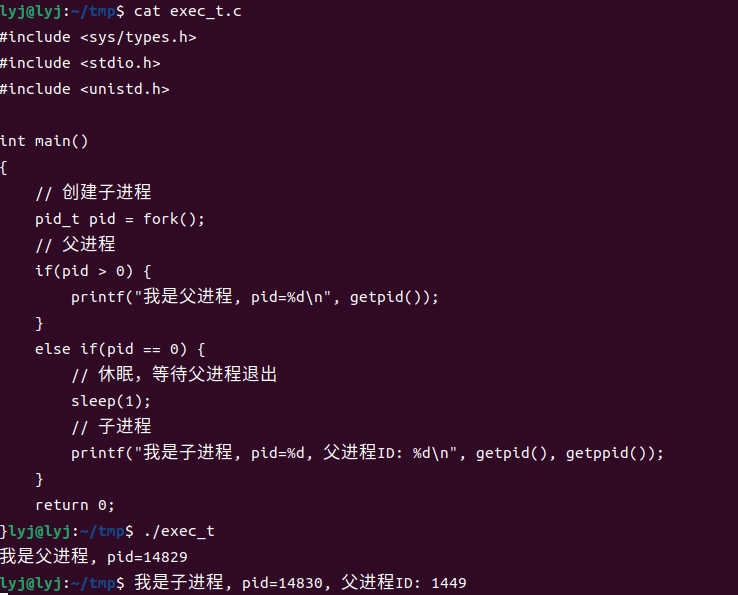 lyj@lyj:~/tmp$ cat exec_t.c
#include <sys/types.h>
#include <stdio.h>
#include <unistd.h>

int main()
{
    // 创建子进程
    pid_t pid = fork();
    // 父进程
    if(pid > 0) {
        printf("我是父进程, pid=%d\n", getpid());
    }
    else if(pid == 0) {
        // 休眠，等待父进程退出
        sleep(1);
        // 子进程
        printf("我是子进程, pid=%d, 父进程ID: %d\n", getpid(), getppid());
    }
    return 0;
}lyj@lyj:~/tmp$ ./exec_t
我是父进程, pid=14829
lyj@lyj:~/tmp$ 我是子进程, pid=14830, 父进程ID: 1449